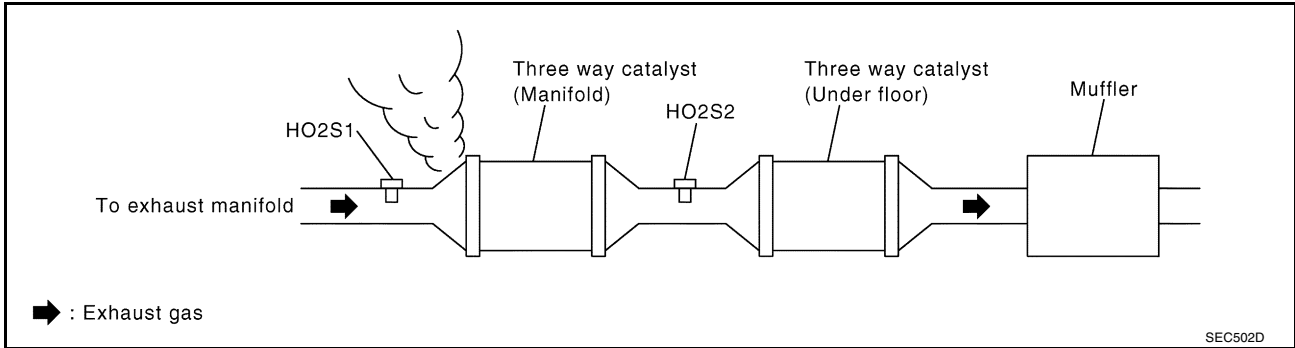 Three way catalyst
(Manifold)
Three way catalyst
(Under floor)
Muffler
HO2S1
HO2S2
To exhaust manifold
: Exhaust gas
SEC502D